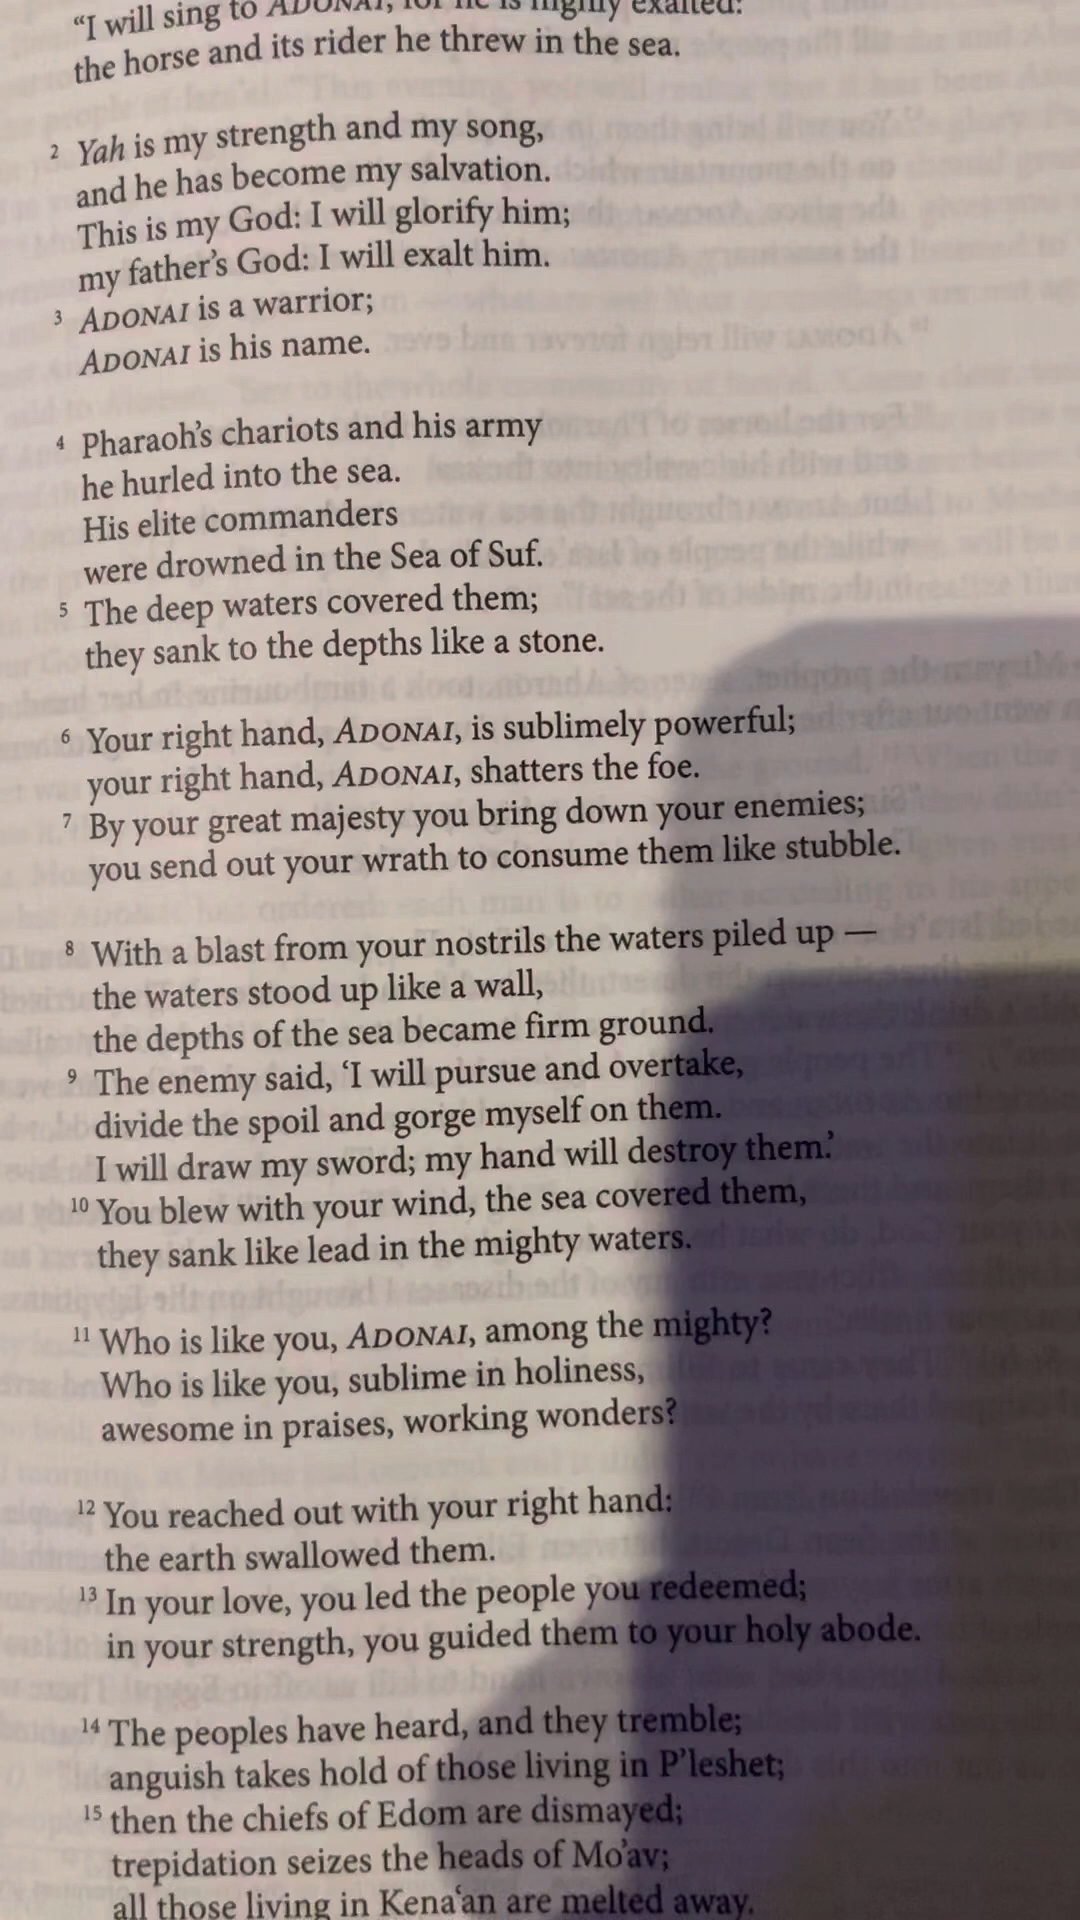 “I will sing to ADONAI, for he is highly exalted:
the horse and its rider he threw in the sea.
2 Yah is my strength and my song,
and he has become my salvation.
This is my God: I will glorify him;
my father’s God: I will exalt him.
3 ADONAI is a warrior;
ADONAI is his name.
4 Pharaoh’s chariots and his army
he hurled into the sea.
His elite commanders
were drowned in the Sea of Suf.
5 The deep waters covered them;
they sank to the depths like a stone.
6 Your right hand, ADONAI, is sublimely powerful;
your right hand, ADONAI, shatters the foe.
7 By your great majesty you bring down your enemies;
you send out your wrath to consume them like stubble.
8 With a blast from your nostrils the waters piled up —
the waters stood up like a wall,
the depths of the sea became firm ground.
9 The enemy said, ‘I will pursue and overtake,
divide the spoil and gorge myself on them.
I will draw my sword; my hand will destroy them.’
10 You blew with your wind, the sea covered them,
they sank like lead in the mighty waters.
11 Who is like you, ADONAI, among the mighty?
Who is like you, sublime in holiness,
awesome in praises, working wonders?
12 You reached out with your right hand:
the earth swallowed them.
13 In your love, you led the people you redeemed;
in your strength, you guided them to your holy abode.
14 The peoples have heard, and they tremble;
anguish takes hold of those living in P’leshet;
15 then the chiefs of Edom are dismayed;
trepidation seizes the heads of Mo’av;
all those living in Kena‘an are melted away.